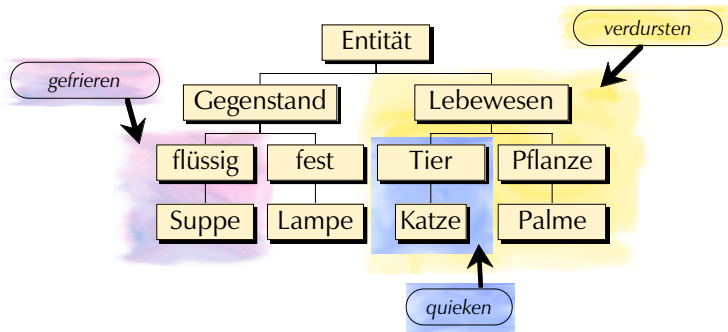 verdursten
Entität
gefrieren
Gegenstand Lebewesen
flüssig fest Tier Pflanze
Suppe Lampe Katze Palme
quieken